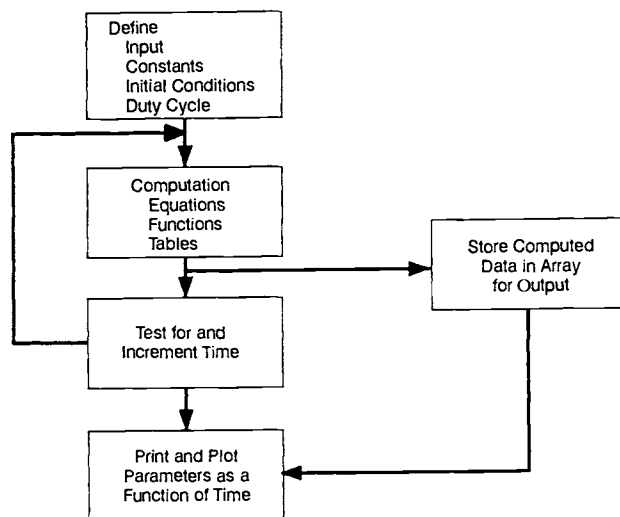 Define
Input
Constants
Initial Conditions
Duty Cycle
Computation
Equations
Functions
Tables
Store Computed
Data in Array
for Output
Test for and
Increment Time
Print and Plot
Parameters as a
Function of Time